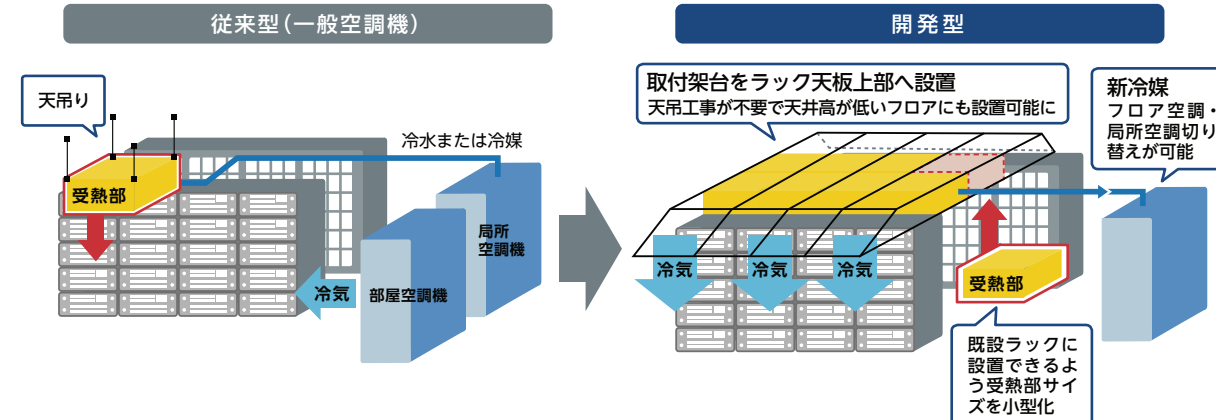 従来型(一般空調機)
天吊り
冷水または冷媒
受熱部
局所
空調機
冷気
部屋空調機
開発型
取付架台をラック天板上部へ設置
天吊工事が不要で天井高が低いフロアにも設置可能に
新冷媒
フロア空調・
局所空調切り
替えが可能
冷気
冷気
冷気
受熱部
既設ラックに
設置できるよ
う受熱部サイ
ズを小型化